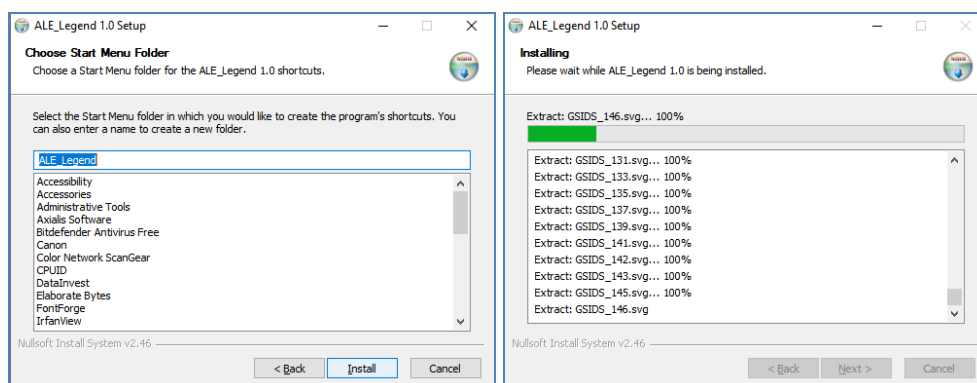 ALE_Legend 1.0 Setup
Choose Start Menu Folder
Choose a Start Menu folder for the ALE_Legend 1.0 shortcuts.
Select the Start Menu folder in which you would like to create the program's shortcuts. You
can also enter a name to create a new folder.
ALE_Legend
Accessibility
Accessories
Administrative Tools
Axialis Software
Bitdefender Antivirus Free
Canon
Color Network ScanGear
CPUID
DataInvest
Elaborate Bytes
FontForge
IrfanView
Nullsoft Install System v2.46
< Back
Install
Cancel
ALE_Legend 1.0 Setup
Installing
Please wait while ALE_Legend 1.0 is being installed.
Extract: GSIDS_146.svg... 100%
Extract: GSIDS_131.svg... 100%
Extract: GSIDS_133.svg... 100%
Extract: GSIDS_135.svg... 100%
Extract: GSIDS_137.svg... 100%
Extract: GSIDS_139.svg... 100%
Extract: GSIDS_141.svg... 100%
Extract: GSIDS_142.svg... 100%
Extract: GSIDS_143.svg... 100%
Extract: GSIDS_145.svg... 100%
Extract: GSIDS_146.svg
Nullsoft Install System v2.46
< Back
Next >
Cancel